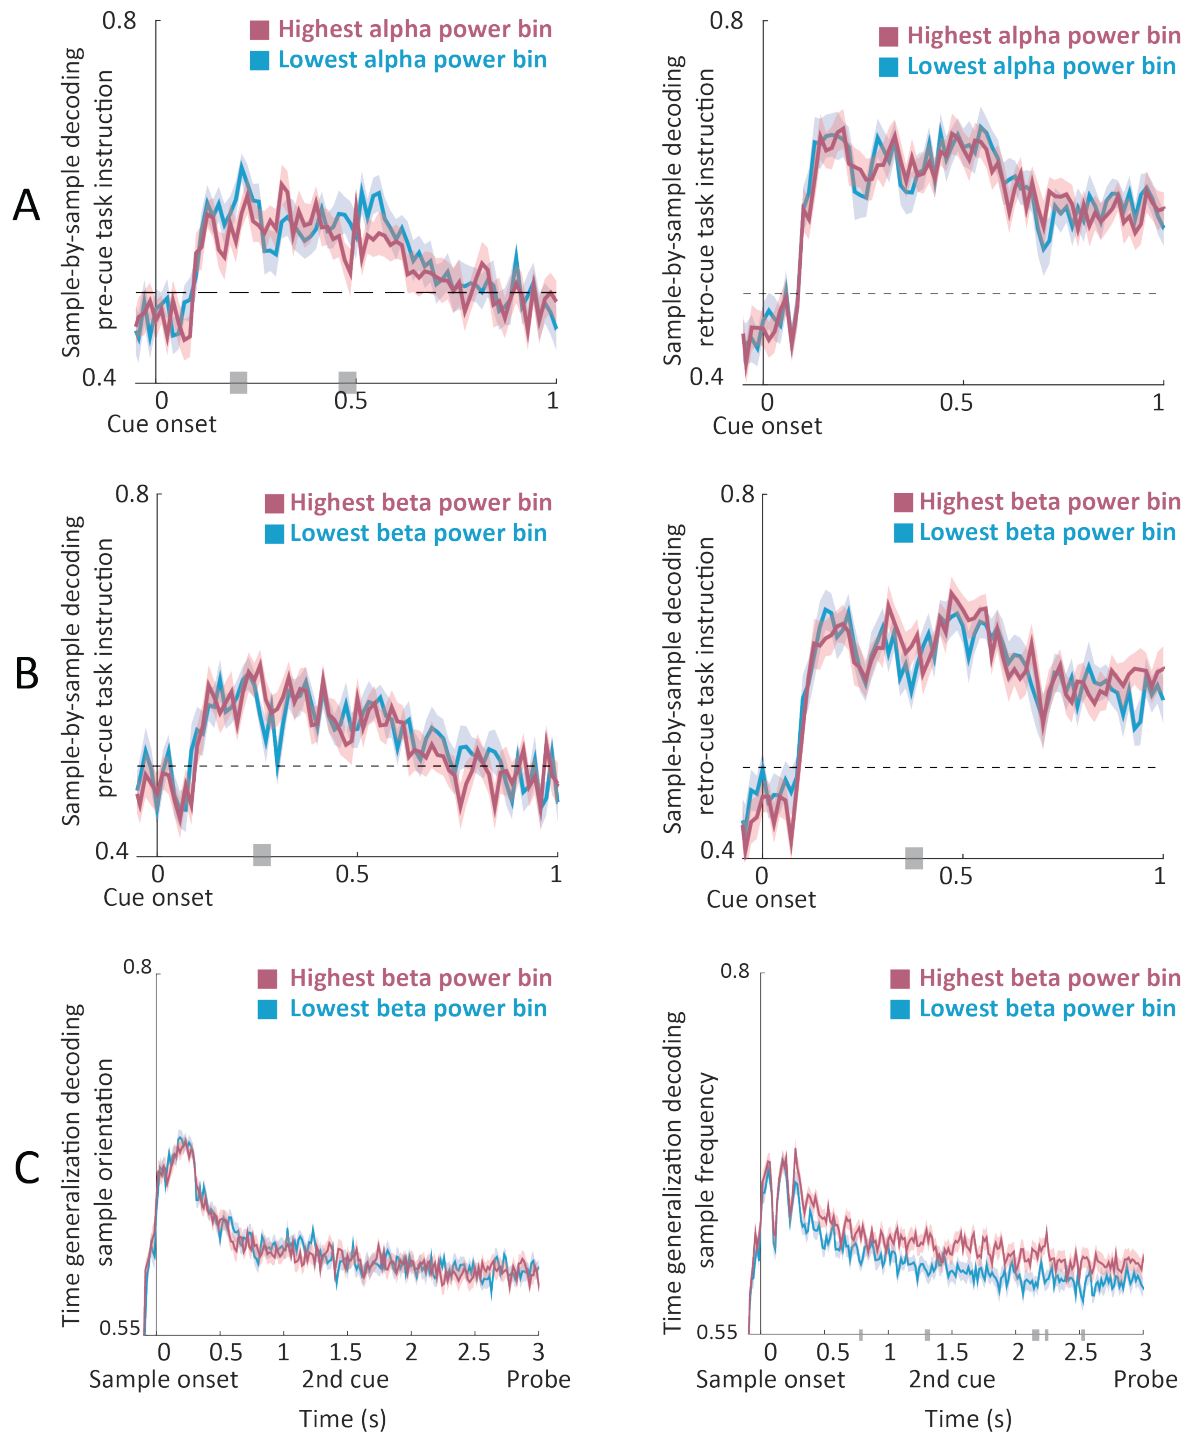 0.8
Highest alpha power bin
Lowest alpha power bin
Sample-by-sample decoding
pre-cue task instruction
A
0.4
0
0.5
1
Cue onset
0.8
Highest alpha power bin
Lowest alpha power bin
Sample-by-sample decoding
retro-cue task instruction
0.4
0
0.5
1
Cue onset
0.8
Highest beta power bin
Lowest beta power bin
Sample-by-sample decoding
pre-cue task instruction
B
0.4
0
0.5
1
Cue onset
0.8
Highest beta power bin
Lowest beta power bin
Sample-by-sample decoding
retro-cue task instruction
0.4
0
0.5
1
Cue onset
0.8
Highest beta power bin
Lowest beta power bin
Time generalization decoding
sample orientation
C
0.55
0
0.5
1
1.5
2
2.5
3
Sample onset
2nd cue
Probe
Time (s)
0.8
Highest beta power bin
Lowest beta power bin
Time generalization decoding
sample frequency
0.55
0
0.5
1
1.5
2
2.5
3
Sample onset
2nd cue
Probe
Time (s)